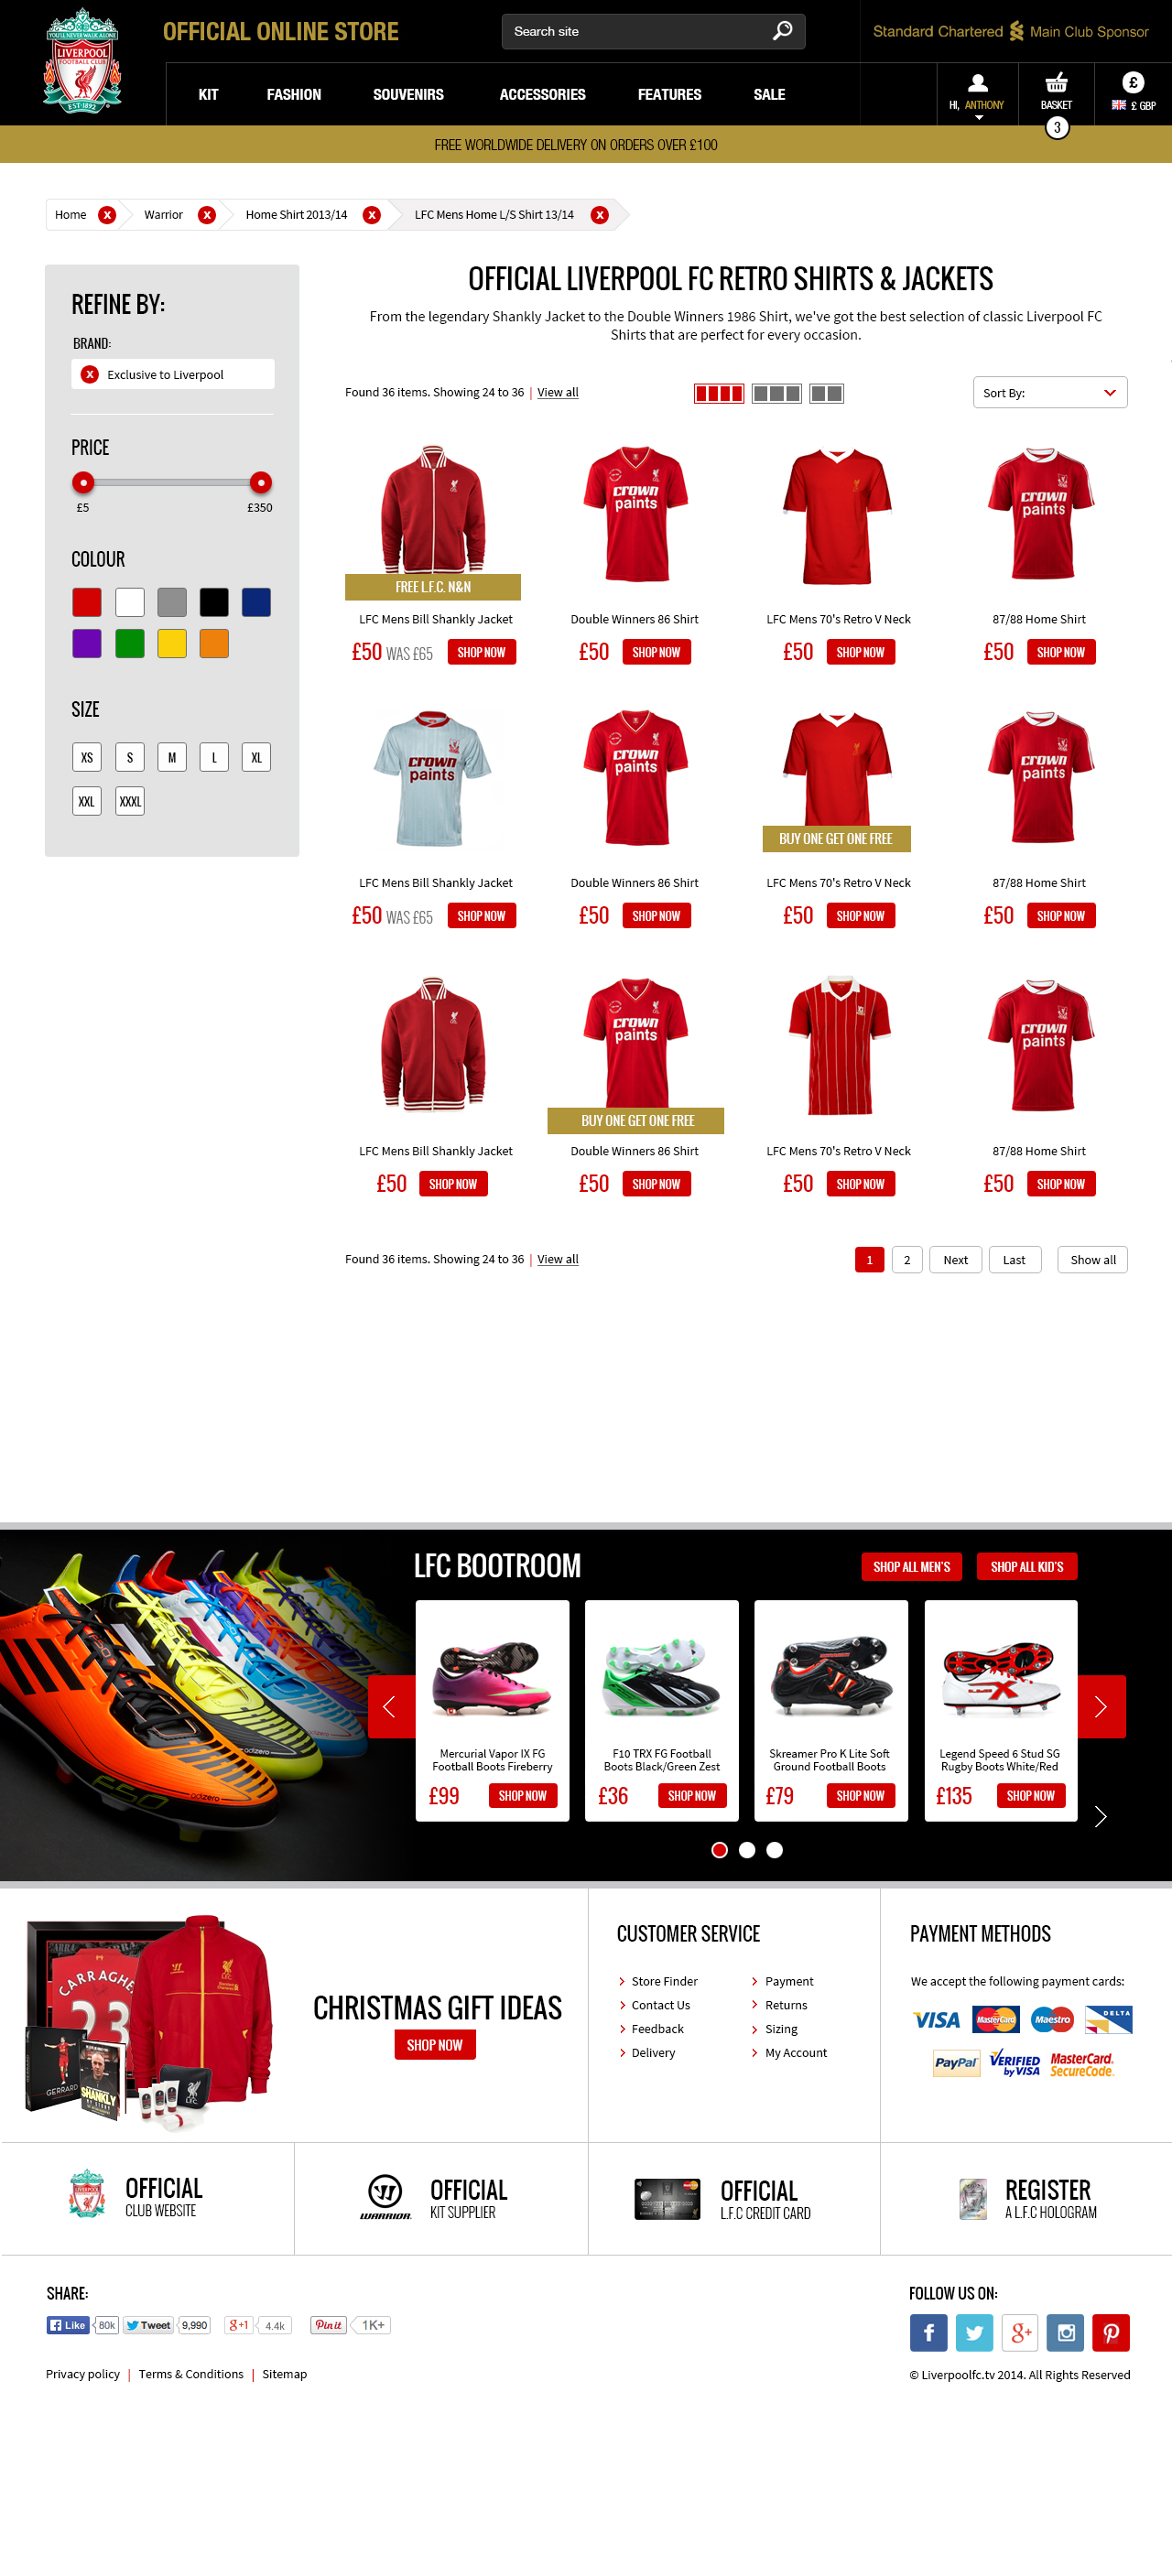 YOU'LL NEVER WALK ALONE
LIVERPOOL
FOOTBALL CLUB
EST·1892
OFFICIAL ONLINE STORE
Search site
Standard Chartered Main Club Sponsor
KIT FASHION SOUVENIRS ACCESSORIES FEATURES SALE
HI, ANTHONY
BASKET
3
£
£ GBP
FREE WORLDWIDE DELIVERY ON ORDERS OVER £100
Home x Warrior x Home Shirt 2013/14 x LFC Mens Home L/S Shirt 13/14 x
REFINE BY:
BRAND:
x Exclusive to Liverpool
PRICE
£5 £350
COLOUR
SIZE
XS S M L XL
XXL XXXL
OFFICIAL LIVERPOOL FC RETRO SHIRTS & JACKETS
From the legendary Shankly Jacket to the Double Winners 1986 Shirt, we've got the best selection of classic Liverpool FC
Shirts that are perfect for every occasion.
Found 36 items. Showing 24 to 36 | View all
Sort By:
crown paints
crown paints
FREE L.F.C. N&N
LFC Mens Bill Shankly Jacket Double Winners 86 Shirt LFC Mens 70's Retro V Neck 87/88 Home Shirt
£50 WAS £65 SHOP NOW £50 SHOP NOW £50 SHOP NOW £50 SHOP NOW
crown paints
crown paints
crown paints
BUY ONE GET ONE FREE
LFC Mens Bill Shankly Jacket Double Winners 86 Shirt LFC Mens 70's Retro V Neck 87/88 Home Shirt
£50 WAS £65 SHOP NOW £50 SHOP NOW £50 SHOP NOW £50 SHOP NOW
crown paints
crown paints
BUY ONE GET ONE FREE
LFC Mens Bill Shankly Jacket Double Winners 86 Shirt LFC Mens 70's Retro V Neck 87/88 Home Shirt
£50 SHOP NOW £50 SHOP NOW £50 SHOP NOW £50 SHOP NOW
Found 36 items. Showing 24 to 36 | View all
1 2 Next Last Show all
LFC BOOTROOM
SHOP ALL MEN'S SHOP ALL KID'S
F50
adizero
adizero
adizero
Mercurial Vapor IX FG
Football Boots Fireberry
£99 SHOP NOW
F10 TRX FG Football
Boots Black/Green Zest
£36 SHOP NOW
Skreamer Pro K Lite Soft
Ground Football Boots
£79 SHOP NOW
Legend Speed 6 Stud SG
Rugby Boots White/Red
£135 SHOP NOW
CARRAGHER
23
GERRARD
SHANKLY
MY STORY
L.F.C.
CHRISTMAS GIFT IDEAS
SHOP NOW
CUSTOMER SERVICE
Store Finder
Contact Us
Feedback
Delivery
Payment
Returns
Sizing
My Account
PAYMENT METHODS
We accept the following payment cards:
VISA MasterCard Maestro DELTA
PayPal VERIFIED by VISA MasterCard. SecureCode.
OFFICIAL
CLUB WEBSITE
WARRIOR
OFFICIAL
KIT SUPPLIER
MasterCard
OFFICIAL
L.F.C CREDIT CARD
REGISTER
A L.F.C HOLOGRAM
SHARE:
Like 80k Tweet 9,990 g+1 4.4k Pin it 1K+
Privacy policy | Terms & Conditions | Sitemap
FOLLOW US ON:
f g+
© Liverpoolfc.tv 2014. All Rights Reserved